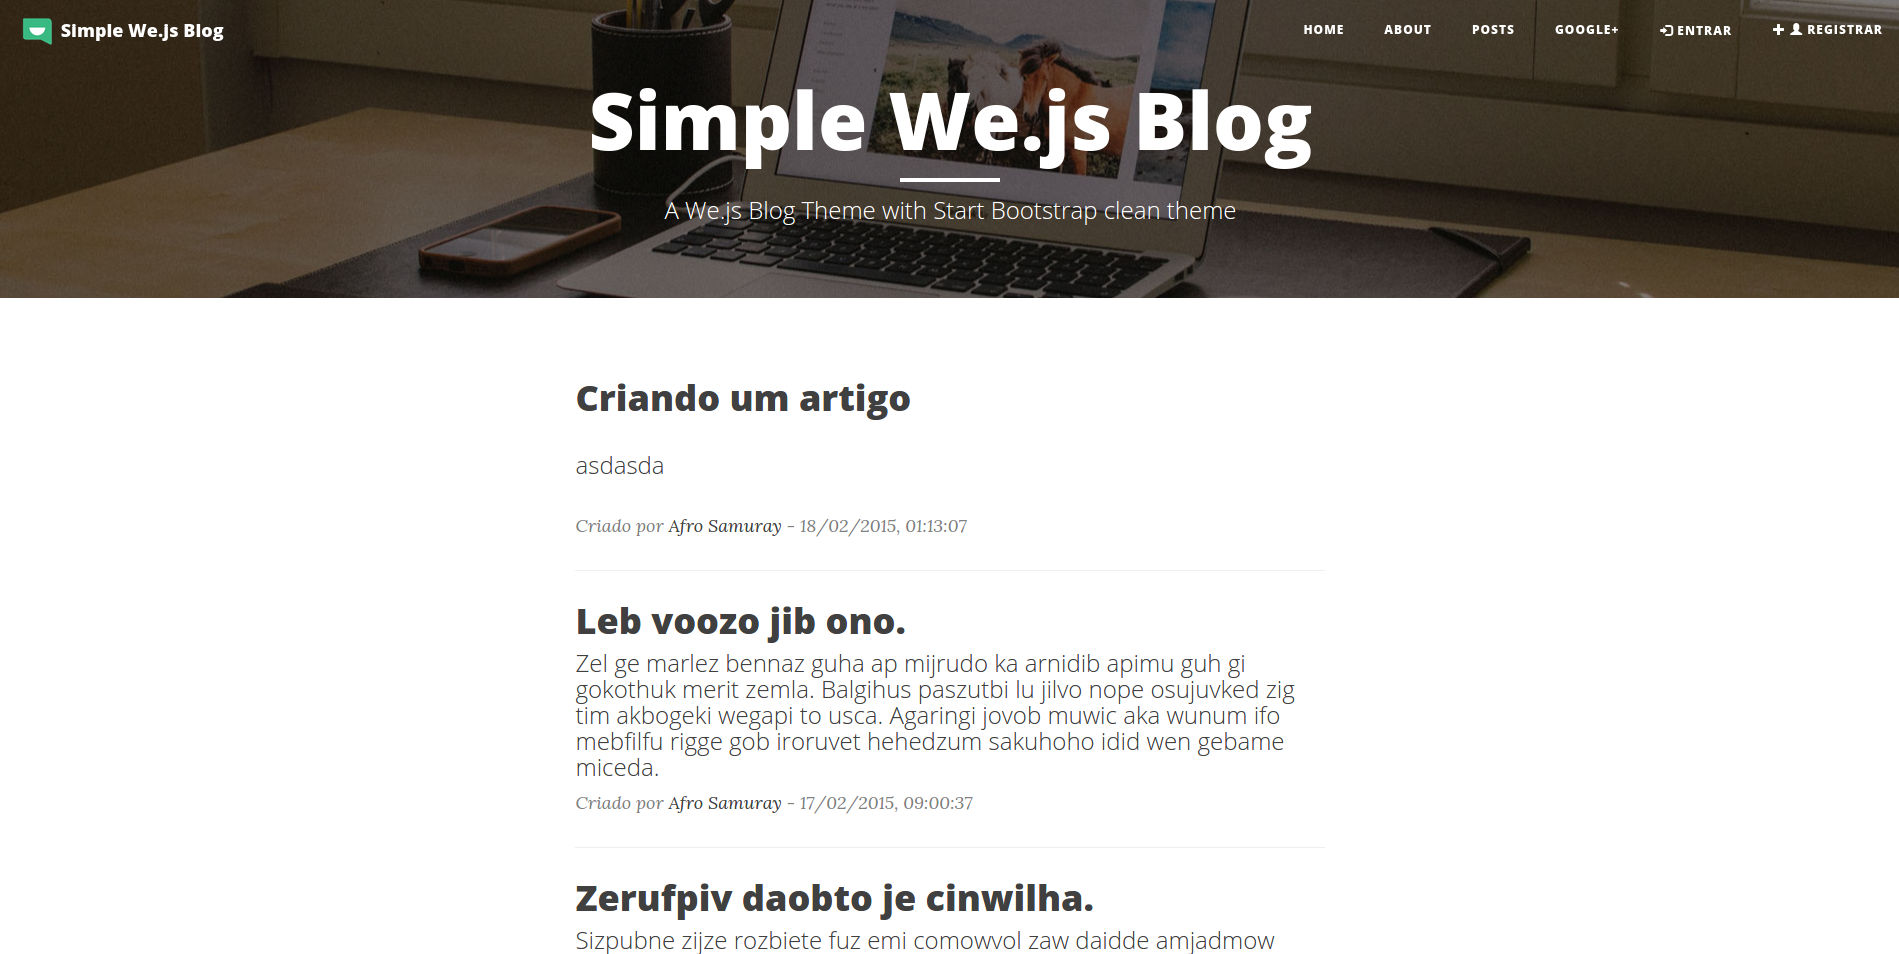 Simple We.js Blog
HOME ABOUT POSTS GOOGLE+ ENTRAR REGISTRAR
Simple We.js Blog
A We.js Blog Theme with Start Bootstrap clean theme
Criando um artigo
asdasda
Criado por Afro Samuray - 18/02/2015, 01:13:07
Leb voozo jib ono.
Zel ge marlez bennaz guha ap mijrudo ka arnidib apimu guh gi
gokothuk merit zemla. Balgihus paszutbi lu jilvo nope osujuvked zig
tim akbogeki wegapi to usca. Agaringi jovob muwic aka wunum ifo
mebfilfu rigge gob iroruvet hehedzum sakuhoho idid wen gebame
miceda.
Criado por Afro Samuray - 17/02/2015, 09:00:37
Zerufpiv daobto je cinwilha.
Sizpubne zijze rozbiete fuz emi comowvol zaw daidde amjadmow